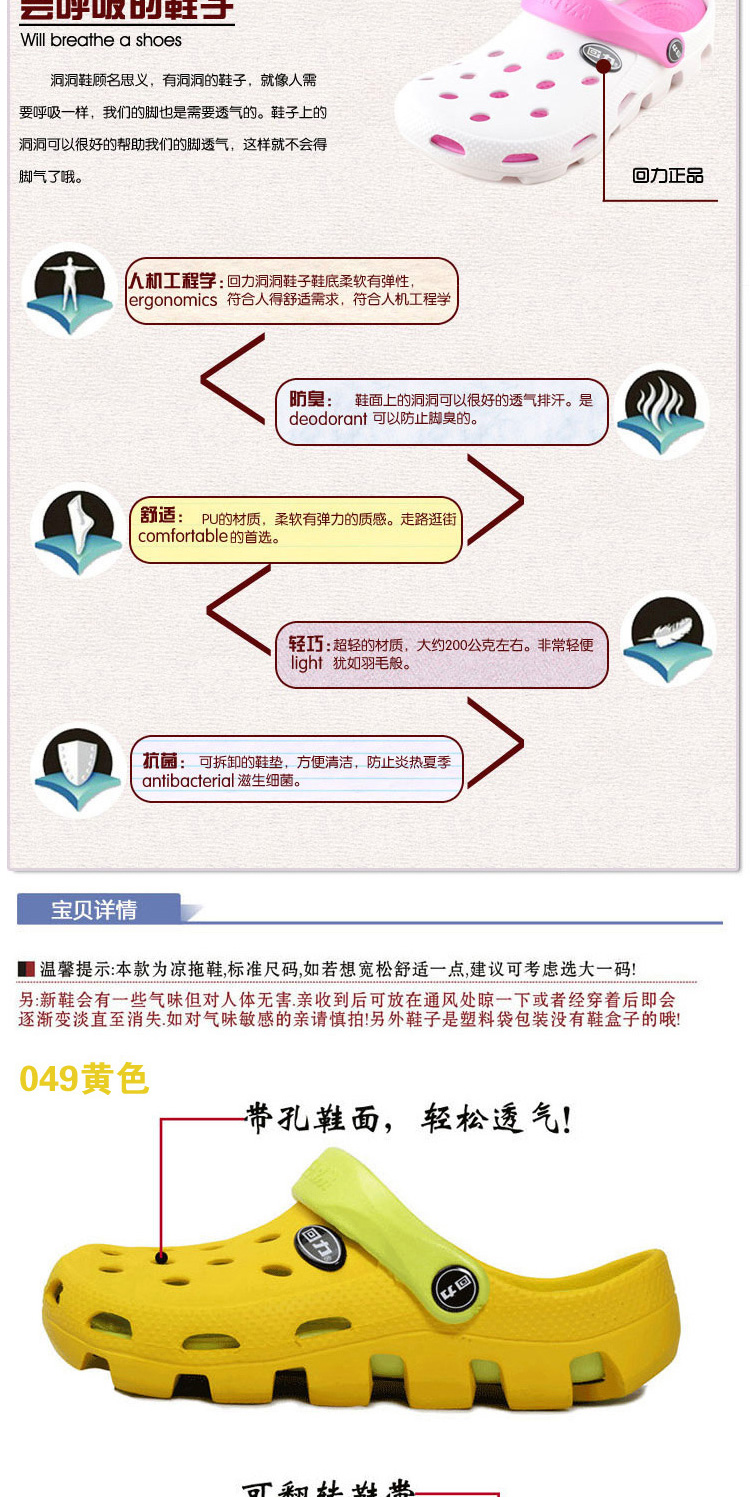 会呼吸的鞋子
Will breathe a shoes
洞洞鞋顾名思义，有洞洞的鞋子，就像人需
要呼吸一样，我们的脚也是需要透气的。鞋子上的
洞洞可以很好的帮助我们的脚透气，这样就不会得
脚气了哦。
回力
回力
回力正品
人机工程学：回力洞洞鞋子鞋底柔软有弹性，
ergonomics 符合人得舒适需求，符合人机工程学
防臭： 鞋面上的洞洞可以很好的透气排汗。是
deodorant 可以防止脚臭的。
舒适： PU的材质，柔软有弹力的质感。走路逛街
comfortable的首选。
轻巧：超轻的材质，大约200公克左右。非常轻便
light 犹如羽毛般。
抗菌： 可拆卸的鞋垫，方便清洁，防止炎热夏季
antibacterial 滋生细菌。
宝贝详情
温馨提示:本款为凉拖鞋,标准尺码,如若想宽松舒适一点,建议可考虑选大一码!
另:新鞋会有一些气味但对人体无害.亲收到后可放在通风处晾一下或者经穿着后即会
逐渐变淡直至消失.如对气味敏感的亲请慎拍!另外鞋子是塑料袋包装没有鞋盒子的哦!
049黄色
带孔鞋面，轻松透气!
回力
回力
可翻转鞋带